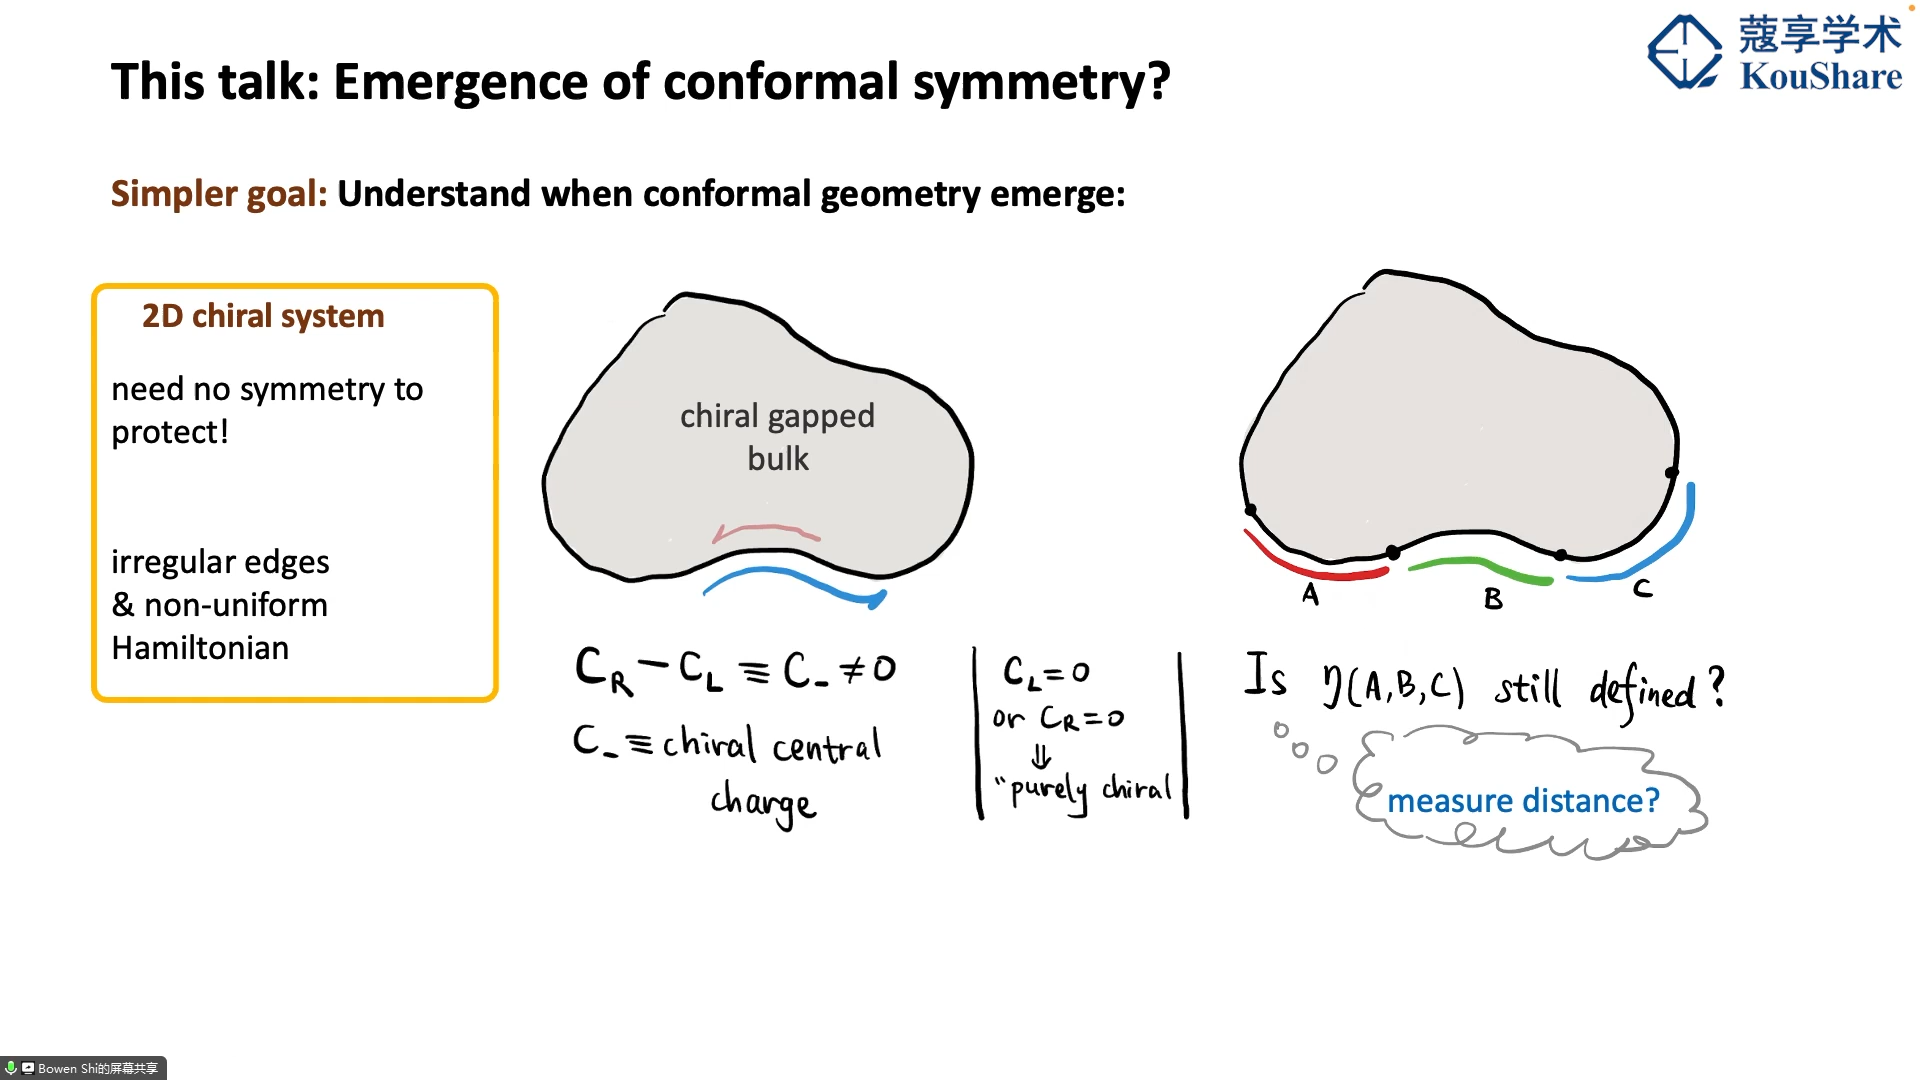 蔻享学术
KouShare
This talk: Emergence of conformal symmetry?
Simpler goal: Understand when conformal geometry emerge:
2D chiral system
need no symmetry to
protect!
irregular edges
& non-uniform
Hamiltonian
chiral gapped
bulk
C_R − C_L ≡ C_- ≠ 0
C_- ≡ chiral central
charge
C_L = 0
or C_R = 0
⇓
"purely chiral
A
B
C
Is η(A,B,C) still defined?
measure distance?
Bowen Shi的屏幕共享